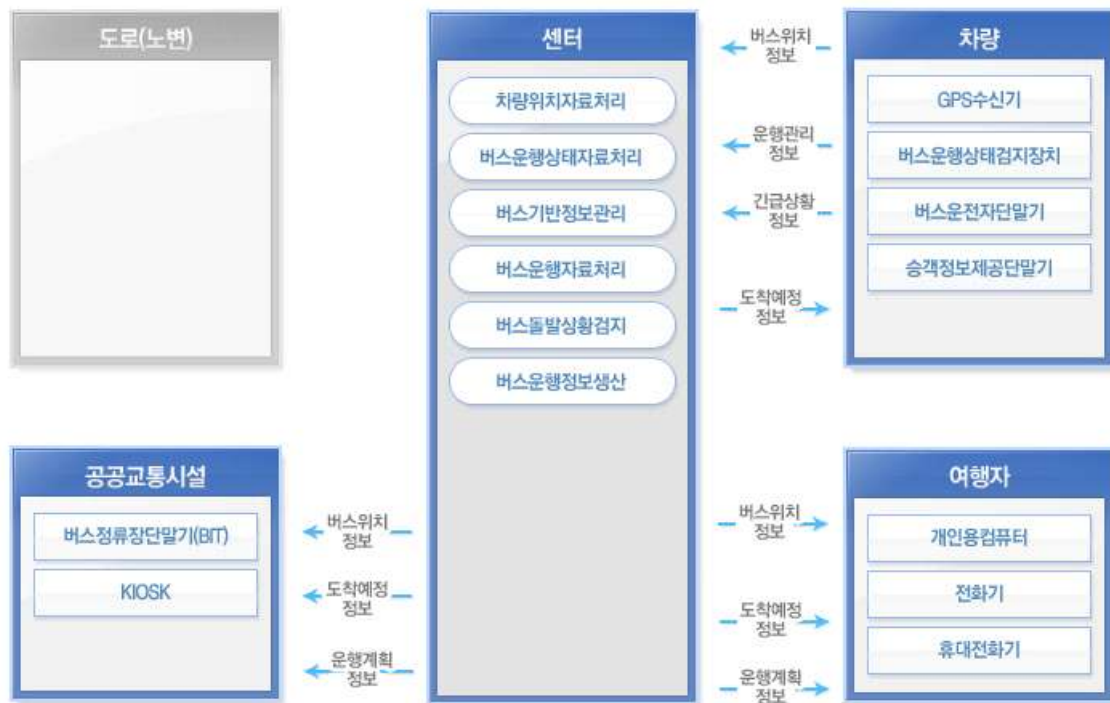 도로(노변)
센터
차량위치자료처리
버스운행상태자료처리
버스기반정보관리
버스운행자료처리
버스돌발상황검지
버스운행정보생산
버스위치
정보
운행관리
정보
긴급상황
정보
도착예정
정보
차량
GPS수신기
버스운행상태검지장치
버스운전자단말기
승객정보제공단말기
공공교통시설
버스정류장단말기(BIT)
KIOSK
버스위치
정보
도착예정
정보
운행계획
정보
버스위치
정보
도착예정
정보
운행계획
정보
여행자
개인용컴퓨터
전화기
휴대전화기